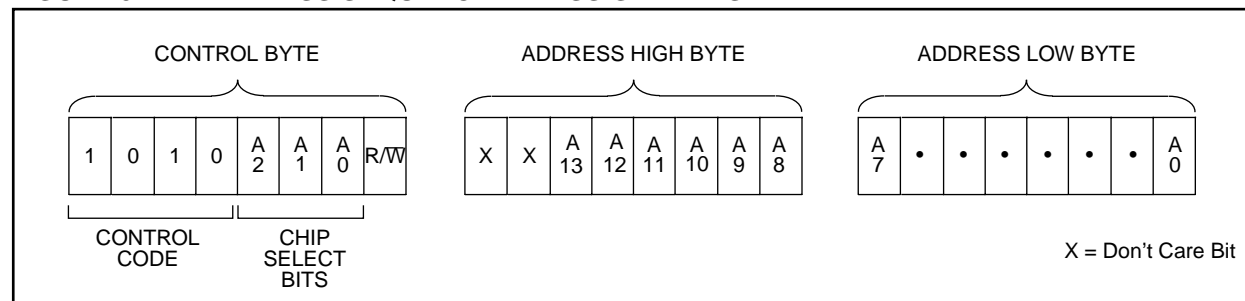 CONTROL BYTE
ADDRESS HIGH BYTE
ADDRESS LOW BYTE
1 0 1 0 A2 A1 A0 R/W̅
X X A13 A12 A11 A10 A9 A8
A7 • • • • • • A0
CONTROL CODE
CHIP SELECT BITS
X = Don't Care Bit